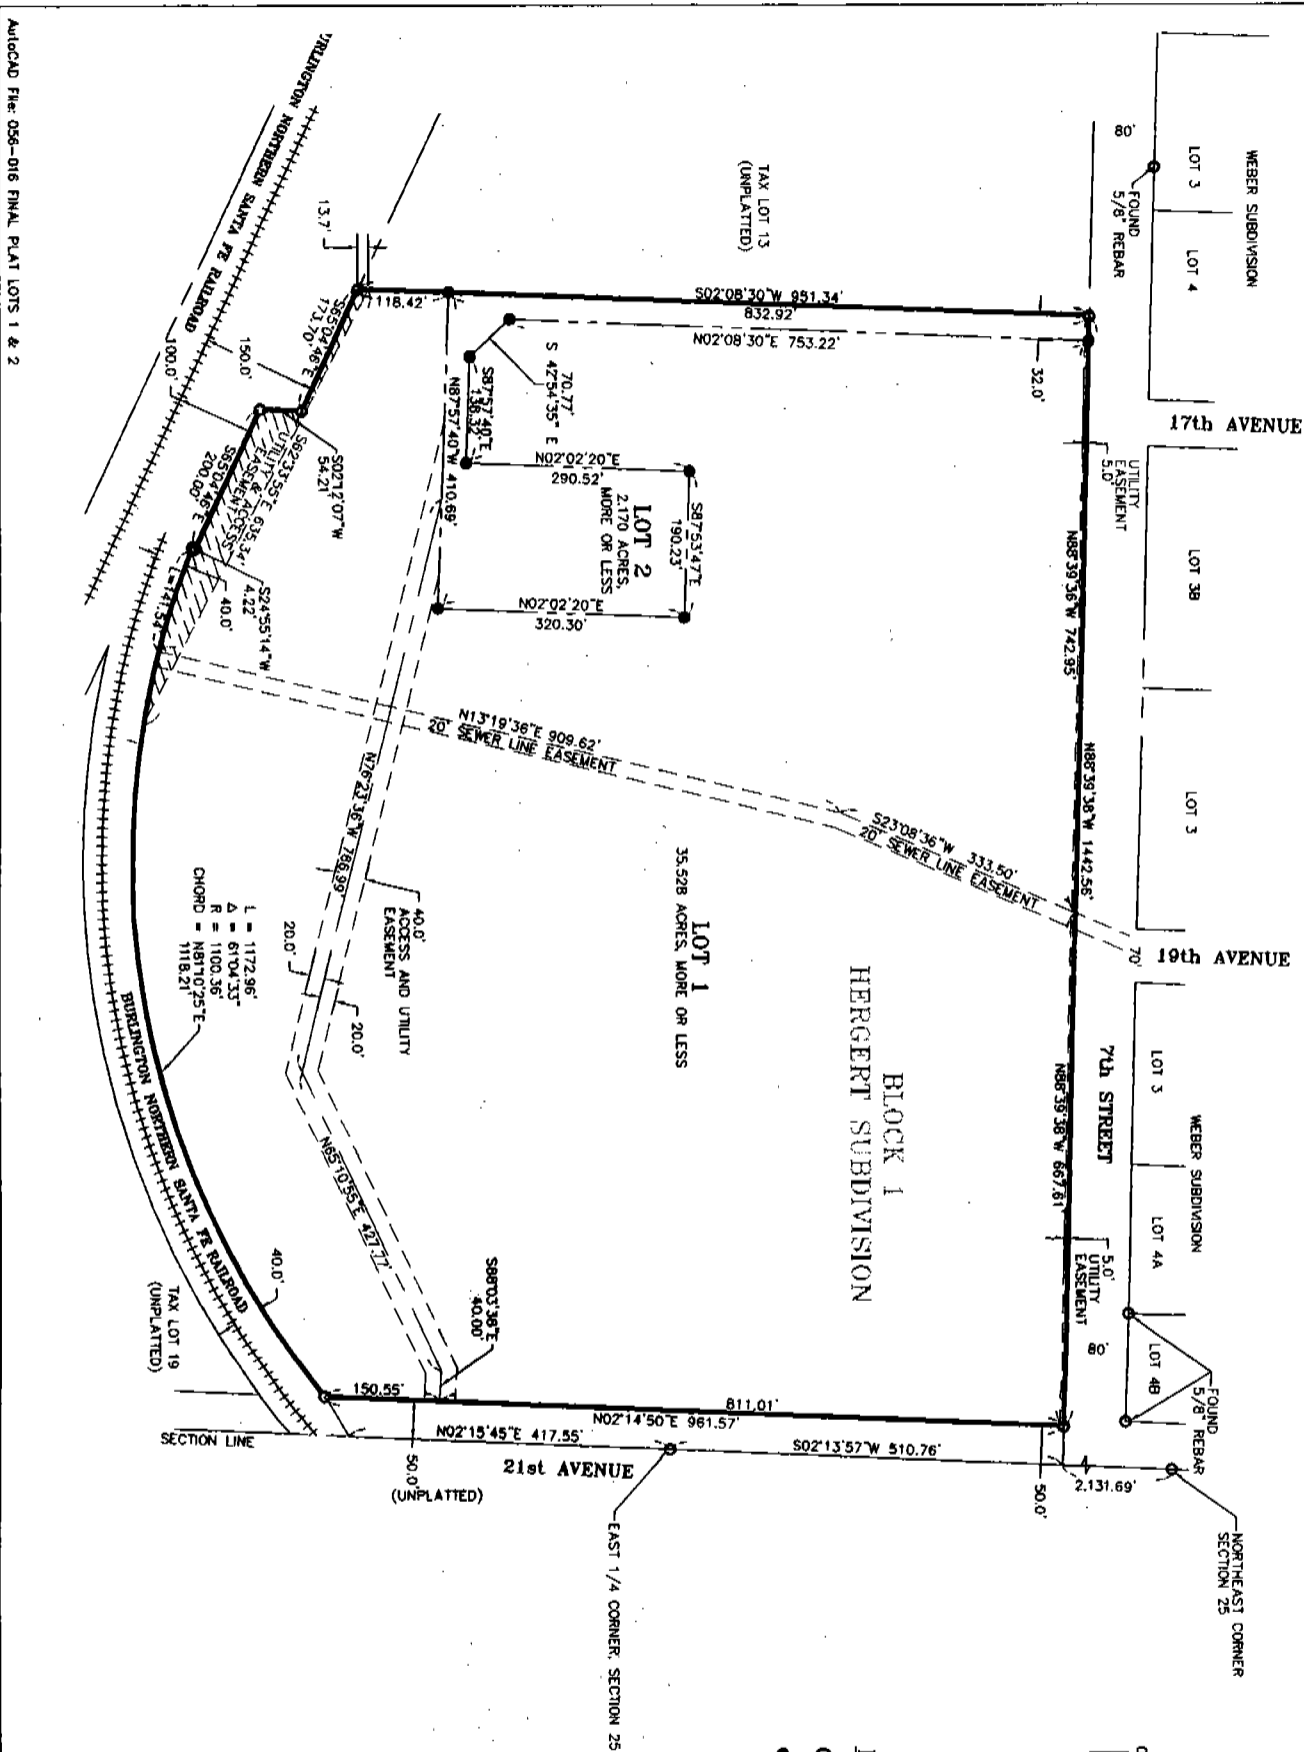 WEBER SUBDIVISION
LOT 3
LOT 4
80'
FOUND
5/8" REBAR
17th AVENUE
LOT 3B
LOT 3
70'
19th AVENUE
LOT 3
WEBER SUBDIVISION
LOT 4A
LOT 4B
FOUND
5/8" REBAR
NORTHEAST CORNER
SECTION 25
7th STREET
80'
UTILITY
EASEMENT
5.0'
5.0'
UTILITY
EASEMENT
N88°39'36"W 742.95'
N88°39'38"W 1442.56'
N88°39'38"W 667.61
2,131.69'
50.0'
TAX LOT 13
(UNPLATTED)
S02°08'30"W 951.34'
832.92'
N02°08'30"E 753.22'
32.0'
118.42'
13.7'
70.77'
S 42°54'35" E
S87°57'40"E
138.32'
N87°57'40"W 410.69'
N02°02'20"E
290.52'
S87°53'47"E
190.23'
LOT 2
2.170 ACRES,
MORE OR LESS
N02°02'20"E
320.30'
BLOCK 1
HERGERT SUBDIVISION
LOT 1
35.528 ACRES, MORE OR LESS
S23°08'36"W 333.50'
20' SEWER LINE EASEMENT
N13°19'36"E 909.62'
20' SEWER LINE EASEMENT
N76°23'36"W 786.99'
40.0'
ACCESS AND UTILITY
EASEMENT
20.0'
20.0'
N65°10'55"E 427.77'
S88°03'38"E
40.00'
150.55'
811.01'
N02°14'50"E 961.57'
N02°15'45"E 417.55'
S02°13'57"W 510.76'
21st AVENUE
50.0'
(UNPLATTED)
EAST 1/4 CORNER, SECTION 25
SECTION LINE
S65°04'46"E
173.70'
S02°12'07"W
54.21'
S62°33'55"E 635.34'
UTILITY & ACCESS
EASEMENT
S65°04'46"E
200.00'
S24°55'14"W
4.22'
40.0'
L=141.54'
150.0'
100.0'
BURLINGTON NORTHERN SANTA FE RAILROAD
L = 1172.96'
Δ = 61°04'33"
R = 1100.36'
CHORD = N81°10'25"E
1118.21'
BURLINGTON NORTHERN SANTA FE RAILROAD
40.0'
TAX LOT 19
(UNPLATTED)
AutoCAD File: 056-016 FINAL PLAT LOTS 1 & 2